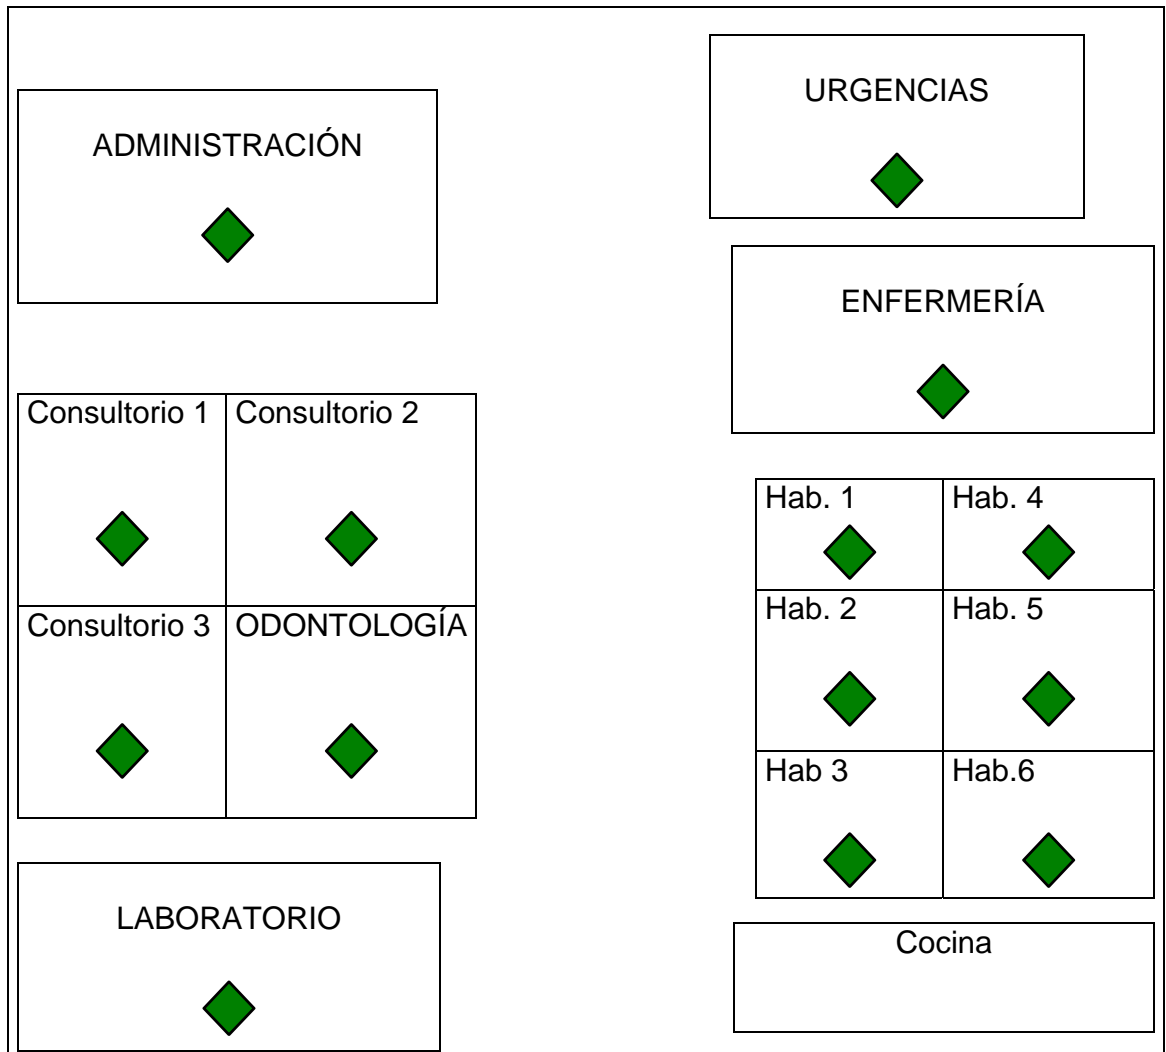 URGENCIAS
ADMINISTRACIÓN
ENFERMERÍA
Consultorio 1
Consultorio 2
Hab. 1
Hab. 4
Consultorio 3
ODONTOLOGÍA
Hab. 2
Hab. 5
Hab 3
Hab.6
LABORATORIO
Cocina